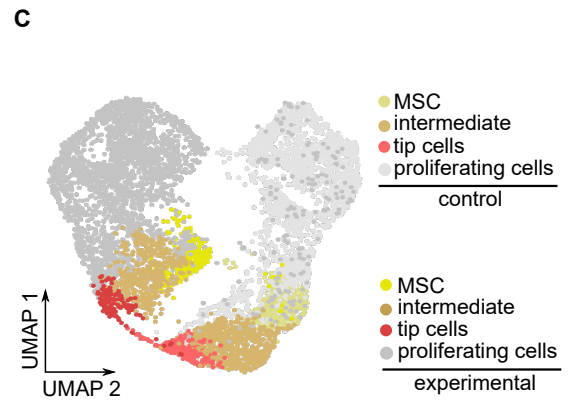 C
MSC
intermediate
tip cells
proliferating cells
control
MSC
intermediate
tip cells
proliferating cells
experimental
UMAP 1
UMAP 2